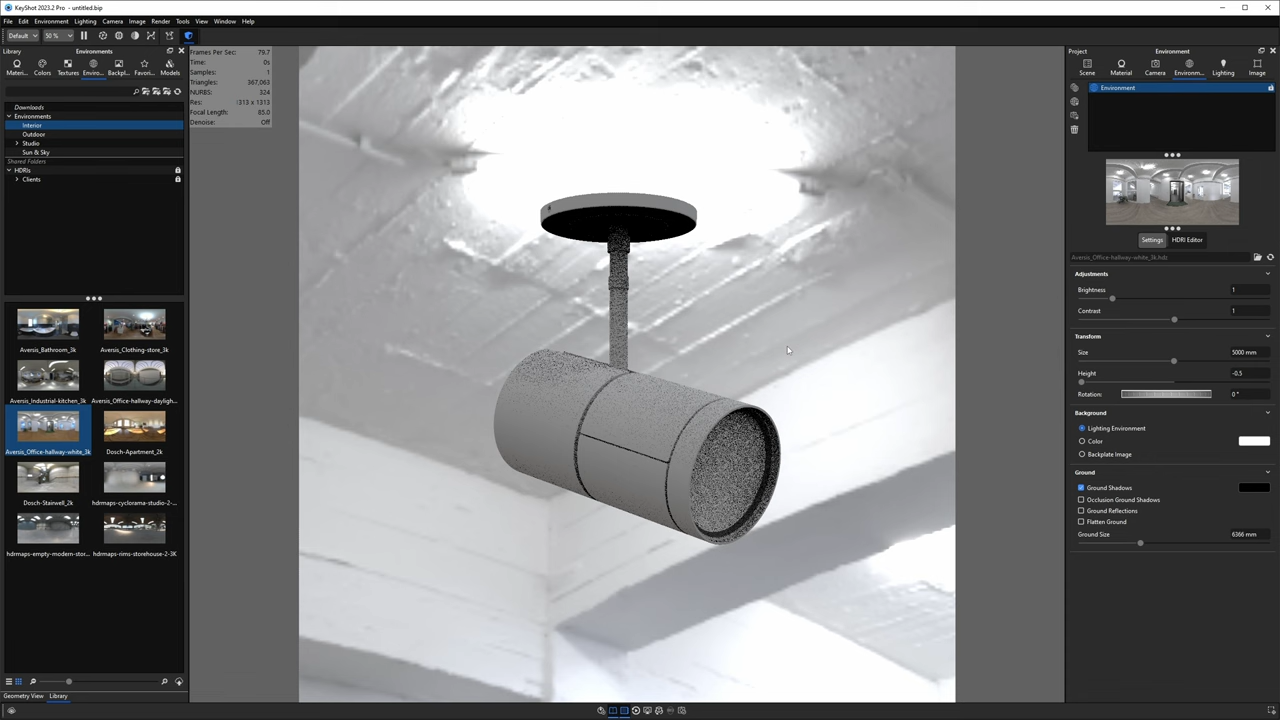 KeyShot 2023.2 Pro - untitled.bip
File Edit Environment Lighting Camera Image Render Tools View Window Help
Default 50 %
Library Environments
Materi... Colors Textures Enviro... Backpl... Favori... Models
Downloads
Environments
Interior
Outdoor
Studio
Sun & Sky
Shared Folders
HDRIs
Clients
Aversis_Bathroom_3k Aversis_Clothing-store_3k
Aversis_Industrial-kitchen_3k Aversis_Office-hallway-dayligh...
Aversis_Office-hallway-white_3k Dosch-Apartment_2k
Dosch-Stairwell_2k hdrmaps-cyclorama-studio-2-...
hdrmaps-empty-modern-stor... hdrmaps-rims-storehouse-2-3K
Geometry View Library
Frames Per Sec: 79.7
Time: 0s
Samples: 1
Triangles: 367,063
NURBS: 324
Res: 1313 x 1313
Focal Length: 85.0
Denoise: Off
Project Environment
Scene Material Camera Environm... Lighting Image
Environment
Settings HDRI Editor
Aversis_Office-hallway-white_3k.hdz
Adjustments
Brightness 1
Contrast 1
Transform
Size 5000 mm
Height -0.5
Rotation: 0 °
Background
Lighting Environment
Color
Backplate Image
Ground
Ground Shadows
Occlusion Ground Shadows
Ground Reflections
Flatten Ground
Ground Size 6366 mm